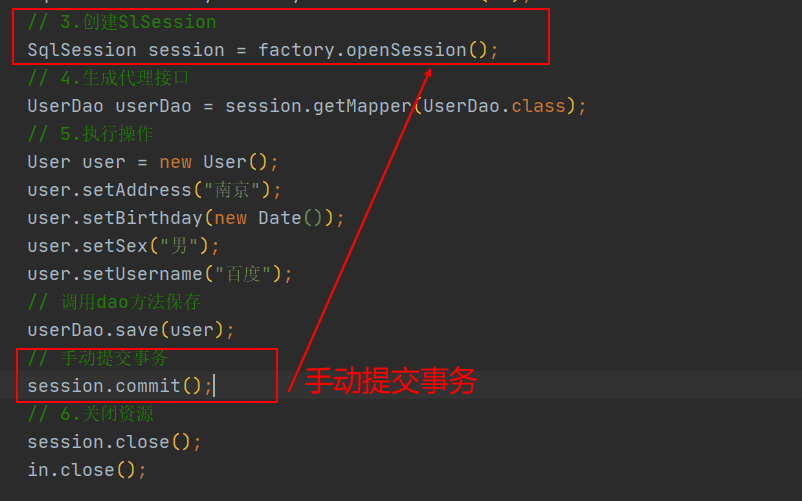 // 3.创建SlSession
SqlSession session = factory.openSession();
// 4.生成代理接口
UserDao userDao = session.getMapper(UserDao.class);
// 5.执行操作
User user = new User();
user.setAddress("南京");
user.setBirthday(new Date());
user.setSex("男");
user.setUsername("百度");
// 调用dao方法保存
userDao.save(user);
// 手动提交事务
session.commit();
手动提交事务
// 6.关闭资源
session.close();
in.close();